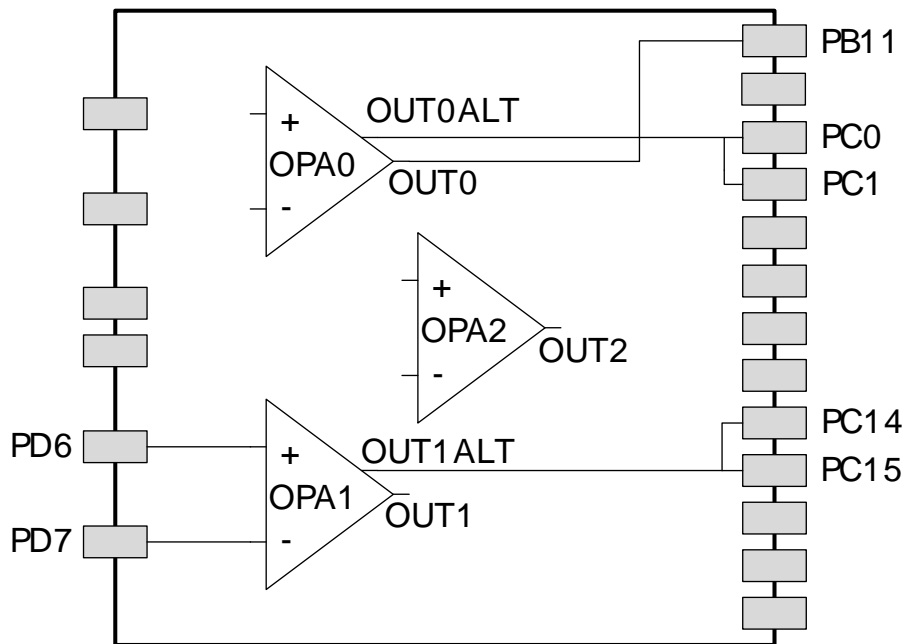 PB11
OUT0ALT
+
OPA0
OUT0
-
PC0
PC1
+
OPA2
OUT2
-
PD6
+
OUT1ALT
OPA1
OUT1
-
PD7
PC14
PC15